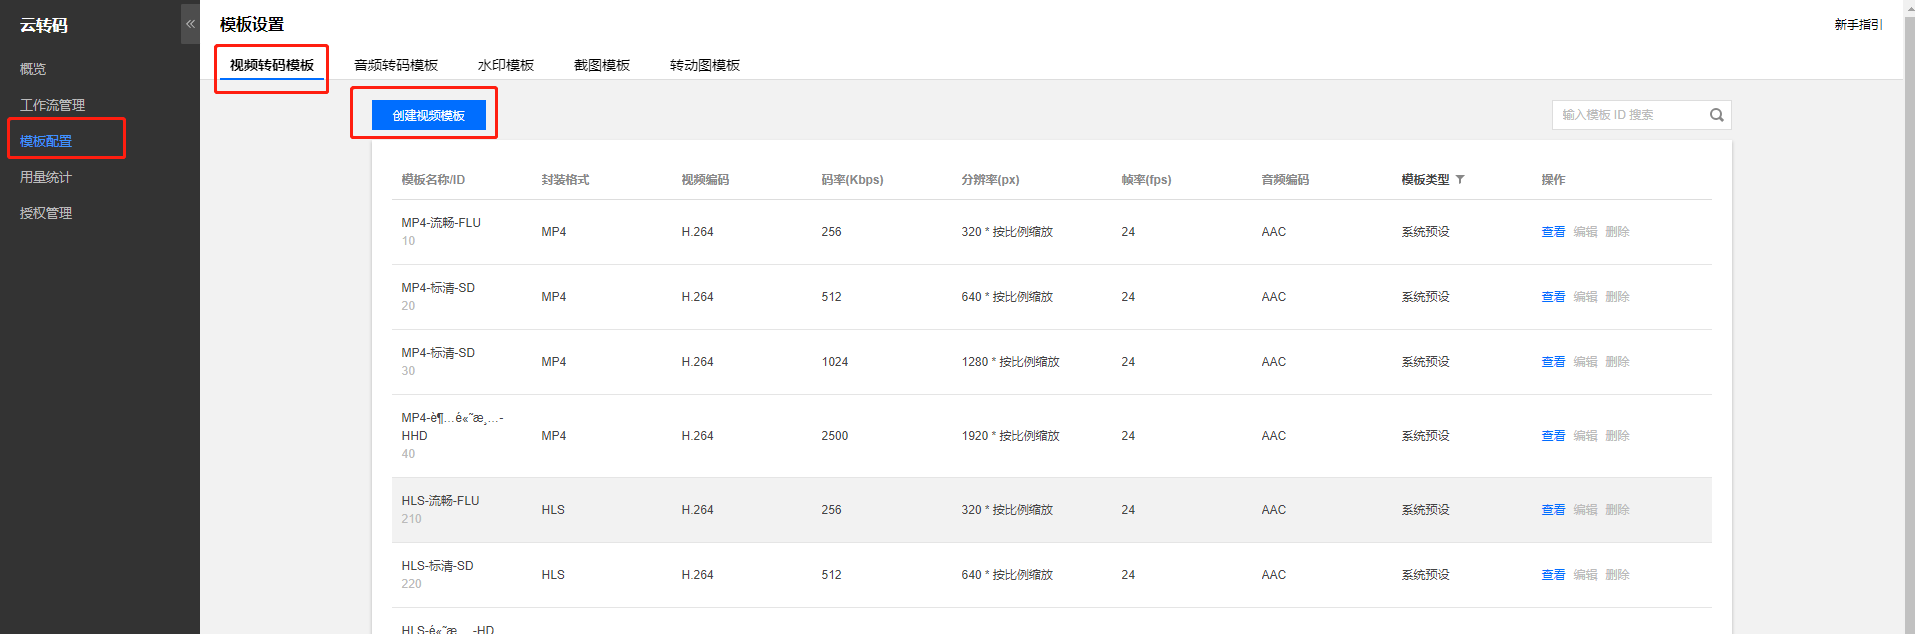 云转码
«
模板设置
新手指引
概览
工作流管理
模板配置
用量统计
授权管理
视频转码模板 音频转码模板 水印模板 截图模板 转动图模板
创建视频模板
输入模板 ID 搜索
模板名称/ID 封装格式 视频编码 码率(Kbps) 分辨率(px) 帧率(fps) 音频编码 模板类型 操作
MP4-流畅-FLU
10
MP4 H.264 256 320 * 按比例缩放 24 AAC 系统预设 查看 编辑 删除
MP4-标清-SD
20
MP4 H.264 512 640 * 按比例缩放 24 AAC 系统预设 查看 编辑 删除
MP4-标清-SD
30
MP4 H.264 1024 1280 * 按比例缩放 24 AAC 系统预设 查看 编辑 删除
MP4-è¶…é«˜æ¸…-
HHD
40
MP4 H.264 2500 1920 * 按比例缩放 24 AAC 系统预设 查看 编辑 删除
HLS-流畅-FLU
210
HLS H.264 256 320 * 按比例缩放 24 AAC 系统预设 查看 编辑 删除
HLS-标清-SD
220
HLS H.264 512 640 * 按比例缩放 24 AAC 系统预设 查看 编辑 删除
HLS-é«˜æ¸…-HD